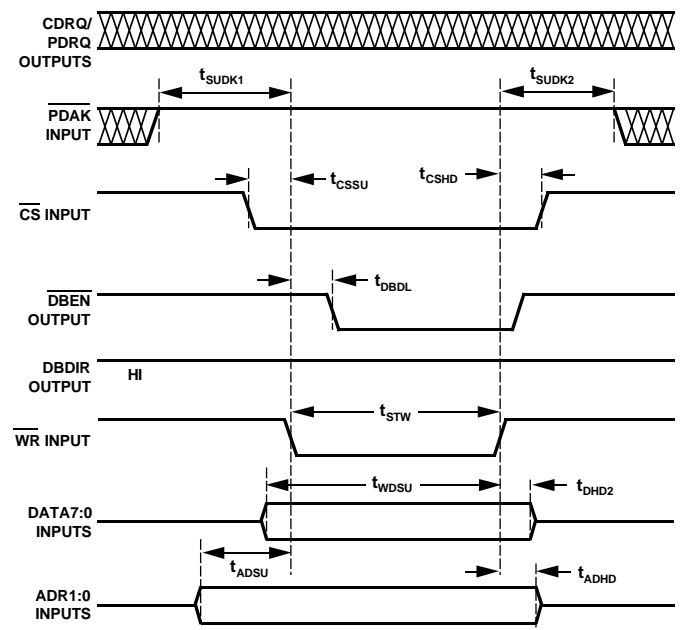 CDRQ/
PDRQ
OUTPUTS
tSUDK1
tSUDK2
PDAK
INPUT
tCSSU
tCSHD
CS INPUT
tDBDL
DBEN
OUTPUT
DBDIR
OUTPUT
HI
tSTW
WR INPUT
tWDSU
tDHD2
DATA7:0
INPUTS
tADSU
tADHD
ADR1:0
INPUTS